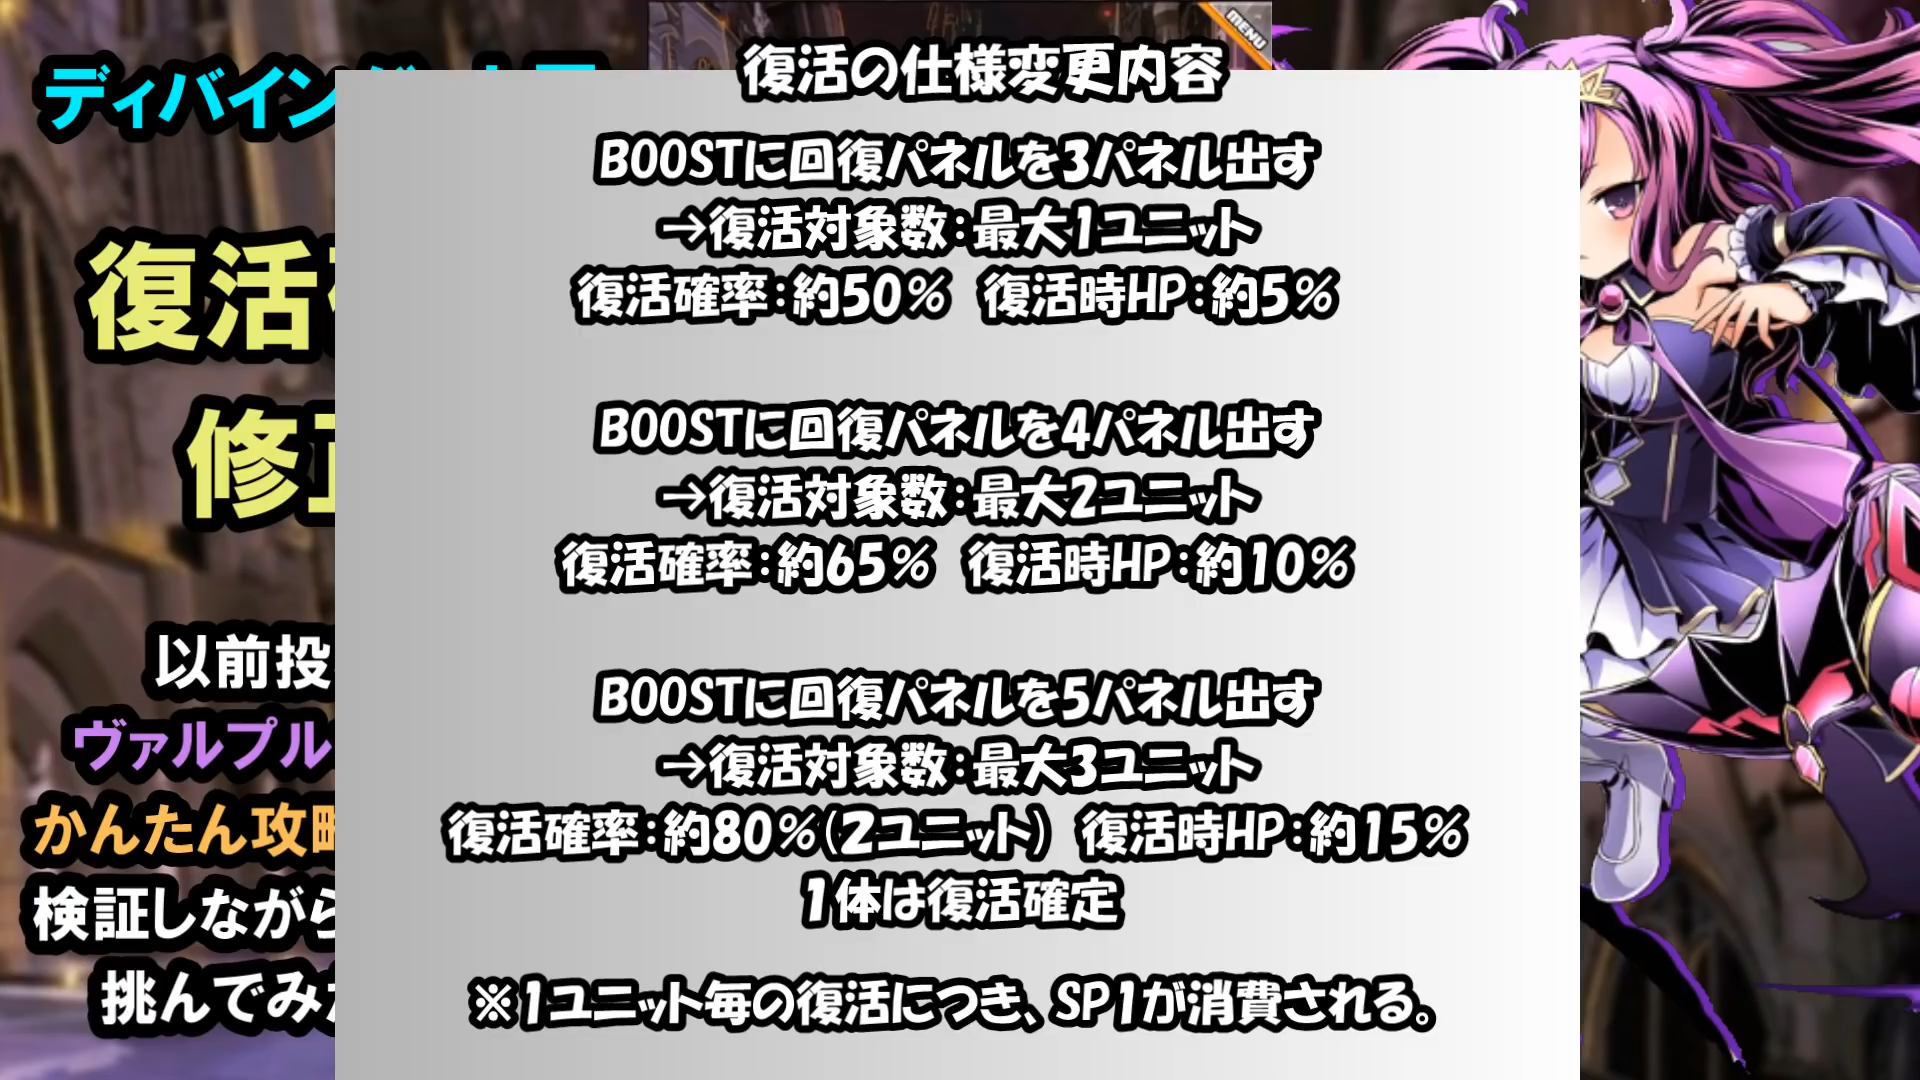 MENU
復活の仕様変更内容
ディバイン
BOOSTに回復パネルを3パネル出す
→復活対象数:最大1ユニット
復活確率:約50% 復活時HP:約5%
復活
BOOSTに回復パネルを4パネル出す
→復活対象数:最大2ユニット
復活確率:約65% 復活時HP:約10%
修正
以前投
BOOSTに回復パネルを5パネル出す
→復活対象数:最大3ユニット
復活確率:約80%(2ユニット) 復活時HP:約15%
1体は復活確定
ヴァルプル
かんたん攻略
検証しながら
挑んでみ
※1ユニット毎の復活につき、SP1が消費される。